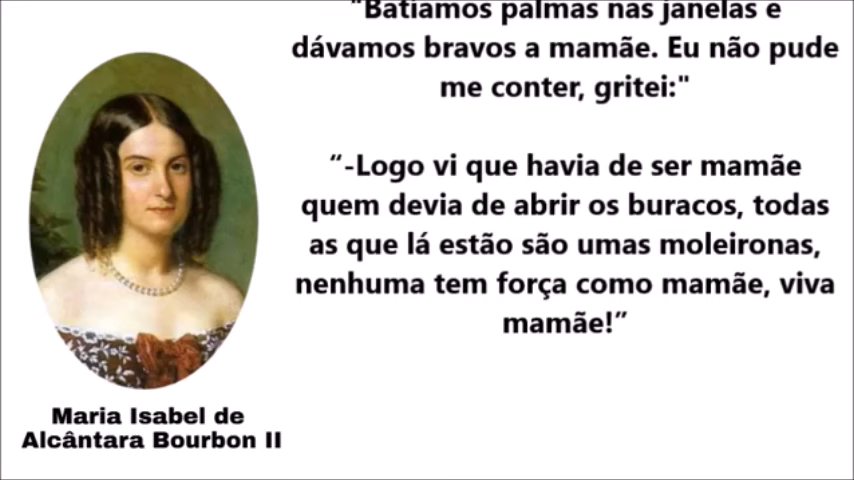 "Batíamos palmas nas janelas e
dávamos bravos a mamãe. Eu não pude
me conter, gritei:"
“-Logo vi que havia de ser mamãe
quem devia de abrir os buracos, todas
as que lá estão são umas moleironas,
nenhuma tem força como mamãe, viva
mamãe!”
Maria Isabel de
Alcântara Bourbon II